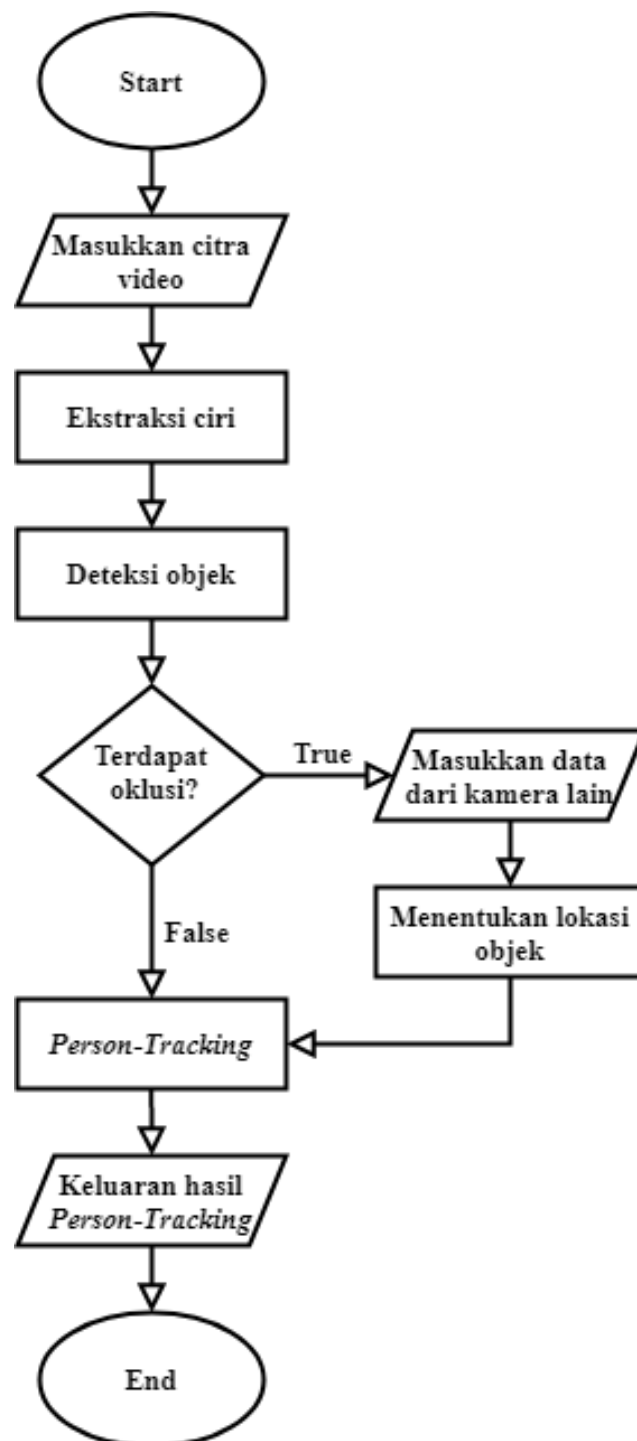 Start
Masukkan citra
video
Ekstraksi ciri
Deteksi objek
Terdapat
oklusi?
True
Masukkan data
dari kamera lain
Menentukan lokasi
objek
False
Person-Tracking
Keluaran hasil
Person-Tracking
End